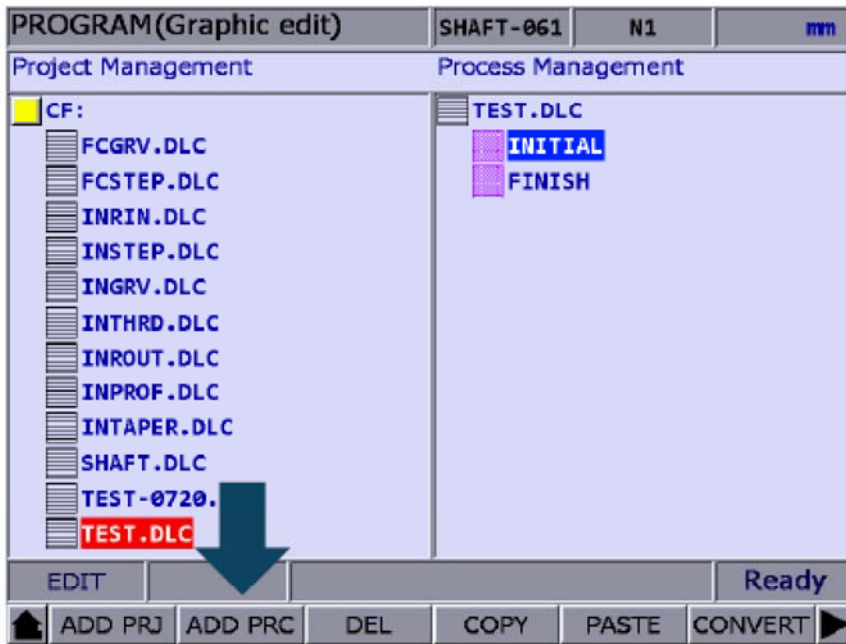 PROGRAM(Graphic edit) SHAFT-061 N1 mm
Project Management Process Management
CF: TEST.DLC
FCGRV.DLC INITIAL
FCSTEP.DLC FINISH
INRIN.DLC
INSTEP.DLC
INGRV.DLC
INTHRD.DLC
INROUT.DLC
INPROF.DLC
INTAPER.DLC
SHAFT.DLC
TEST-0720.
TEST.DLC
EDIT Ready
ADD PRJ ADD PRC DEL COPY PASTE CONVERT